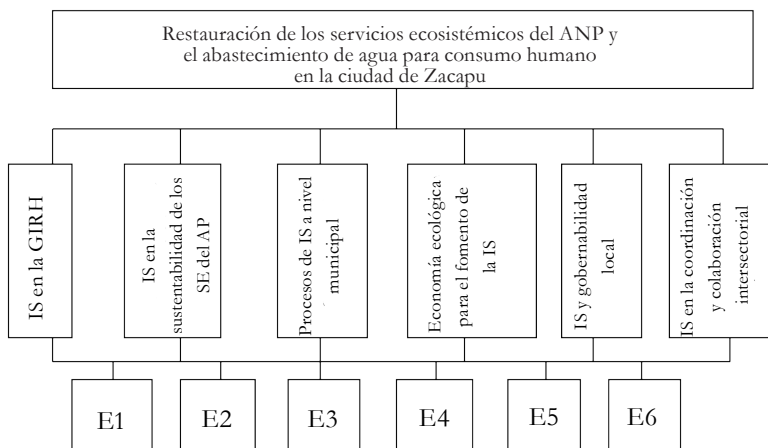 Restauración de los servicios ecosistémicos del ANP y
el abastecimiento de agua para consumo humano
en la ciudad de Zacapu
IS en la GIRH
IS en la
sustentabilidad de los
SE del AP
Procesos de IS a nivel
municipal
Economía ecológica
para el fomento de
la IS
IS y gobernabilidad
local
IS en la coordinación
y colaboración
intersectorial
E1
E2
E3
E4
E5
E6